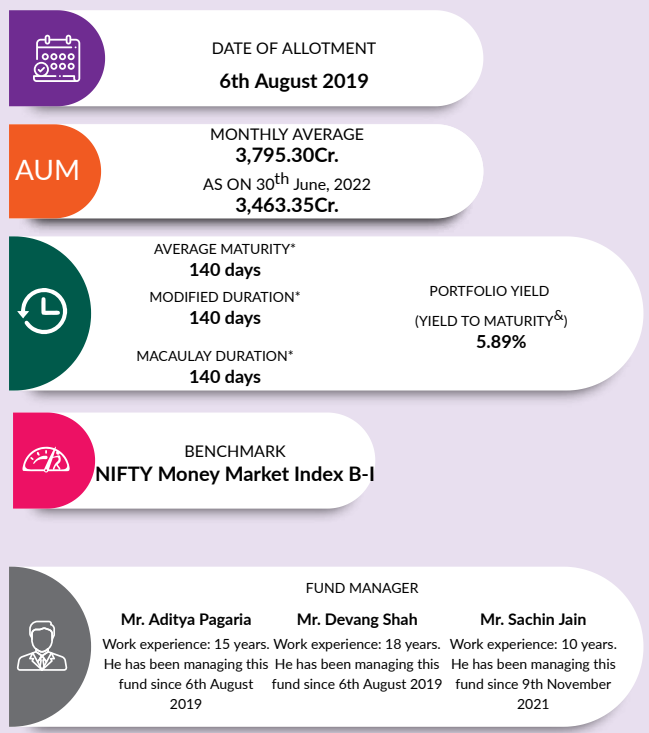 DATE OF ALLOTMENT
6th August 2019
AUM
MONTHLY AVERAGE
3,795.30Cr.
AS ON 30th June, 2022
3,463.35Cr.
AVERAGE MATURITY*
140 days
MODIFIED DURATION*
140 days
MACAULAY DURATION*
140 days
PORTFOLIO YIELD
(YIELD TO MATURITY&)
5.89%
BENCHMARK
NIFTY Money Market Index B-I
FUND MANAGER
Mr. Aditya Pagaria
Work experience: 15 years.
He has been managing this
fund since 6th August
2019
Mr. Devang Shah
Work experience: 18 years.
He has been managing this
fund since 6th August 2019
Mr. Sachin Jain
Work experience: 10 years.
He has been managing this
fund since 9th November
2021